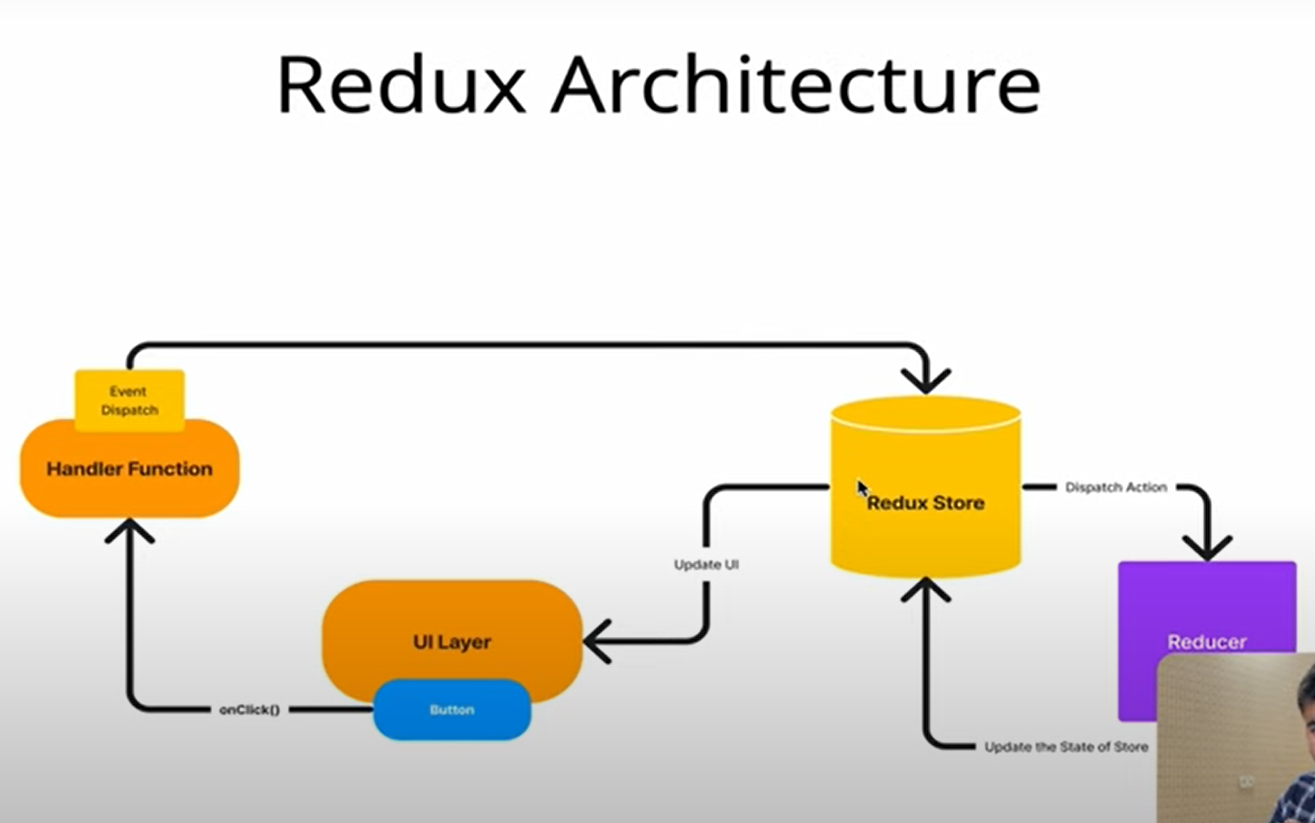 Redux Architecture
Event
Dispatch
Handler Function
Redux Store
Dispatch Action
Update UI
UI Layer
Reducer
onClick()
Button
Update the State of Store